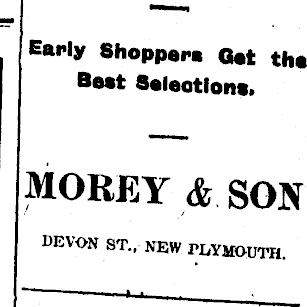 Early Shoppers Get the
Best Selections.
MOREY & SON
DEVON ST., NEW PLYMOUTH.